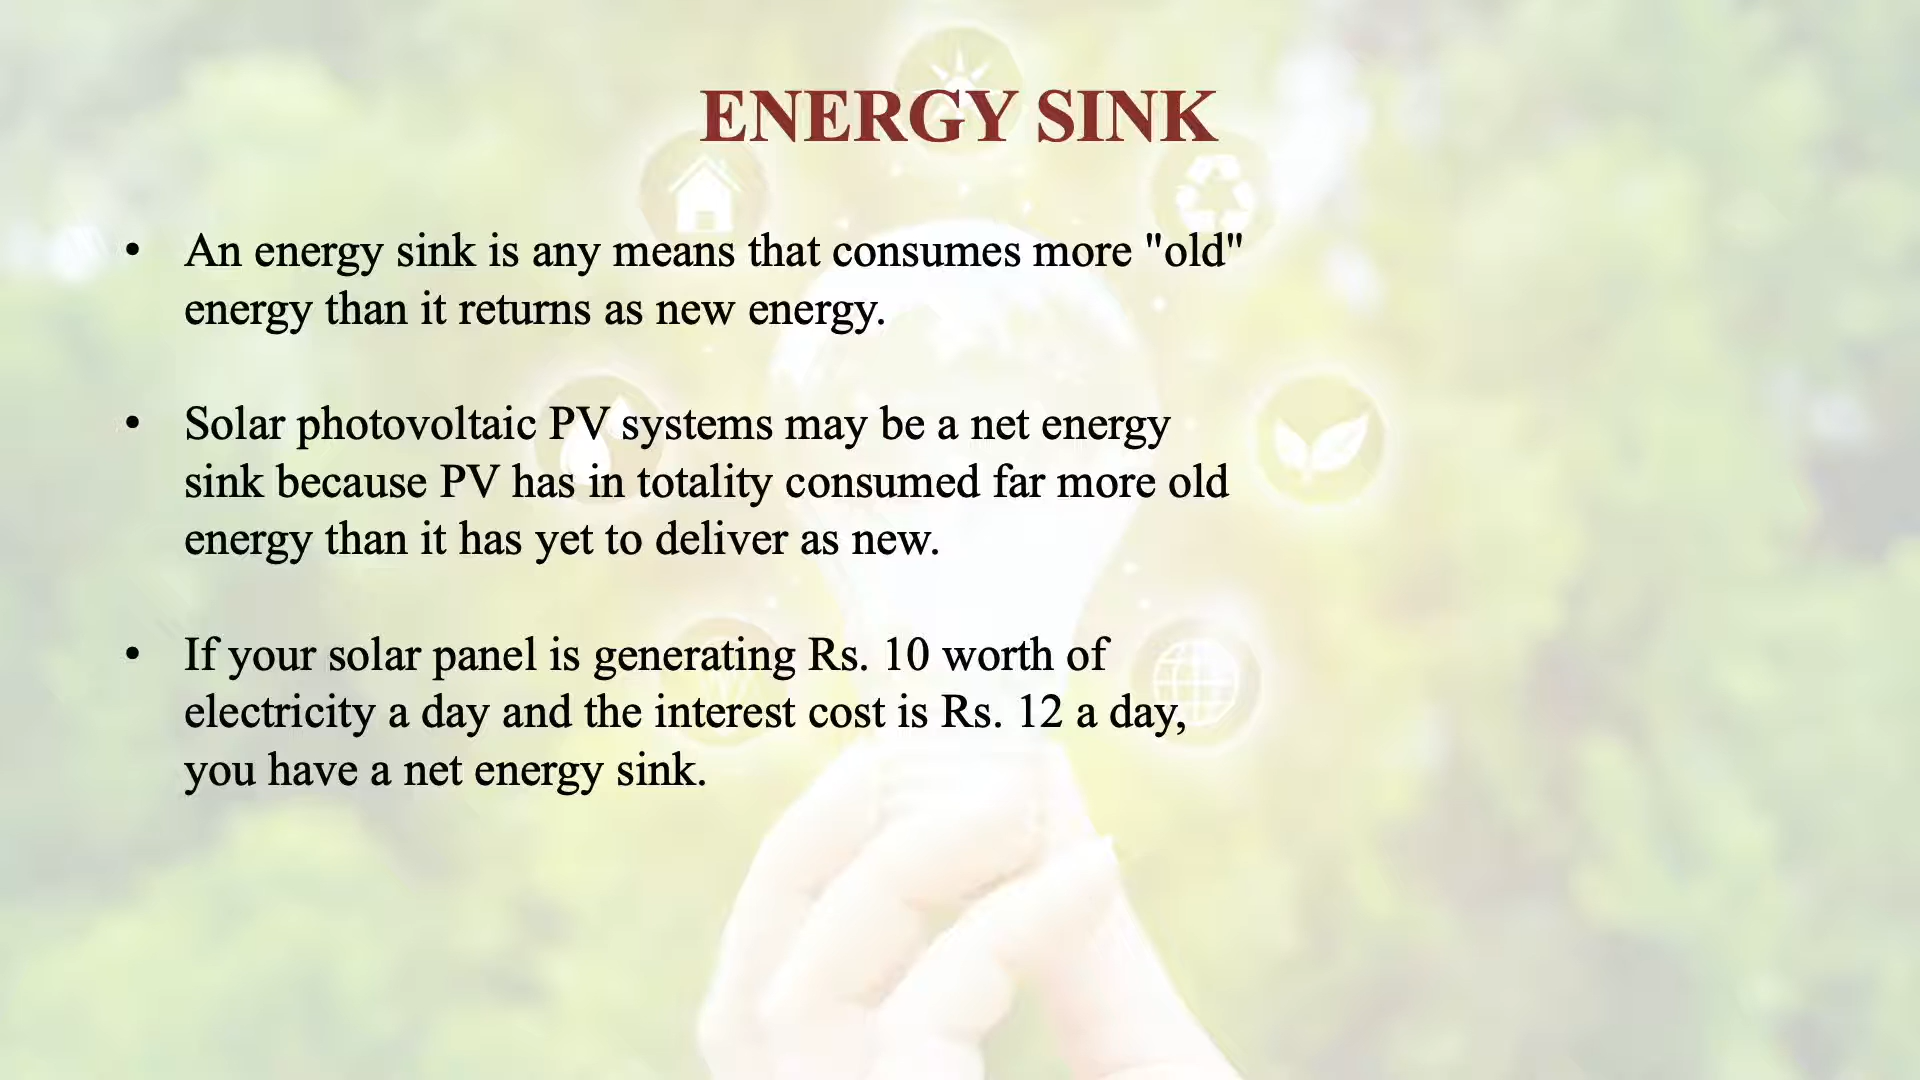 ENERGY SINK
• An energy sink is any means that consumes more "old"
energy than it returns as new energy.
• Solar photovoltaic PV systems may be a net energy
sink because PV has in totality consumed far more old
energy than it has yet to deliver as new.
• If your solar panel is generating Rs. 10 worth of
electricity a day and the interest cost is Rs. 12 a day,
you have a net energy sink.